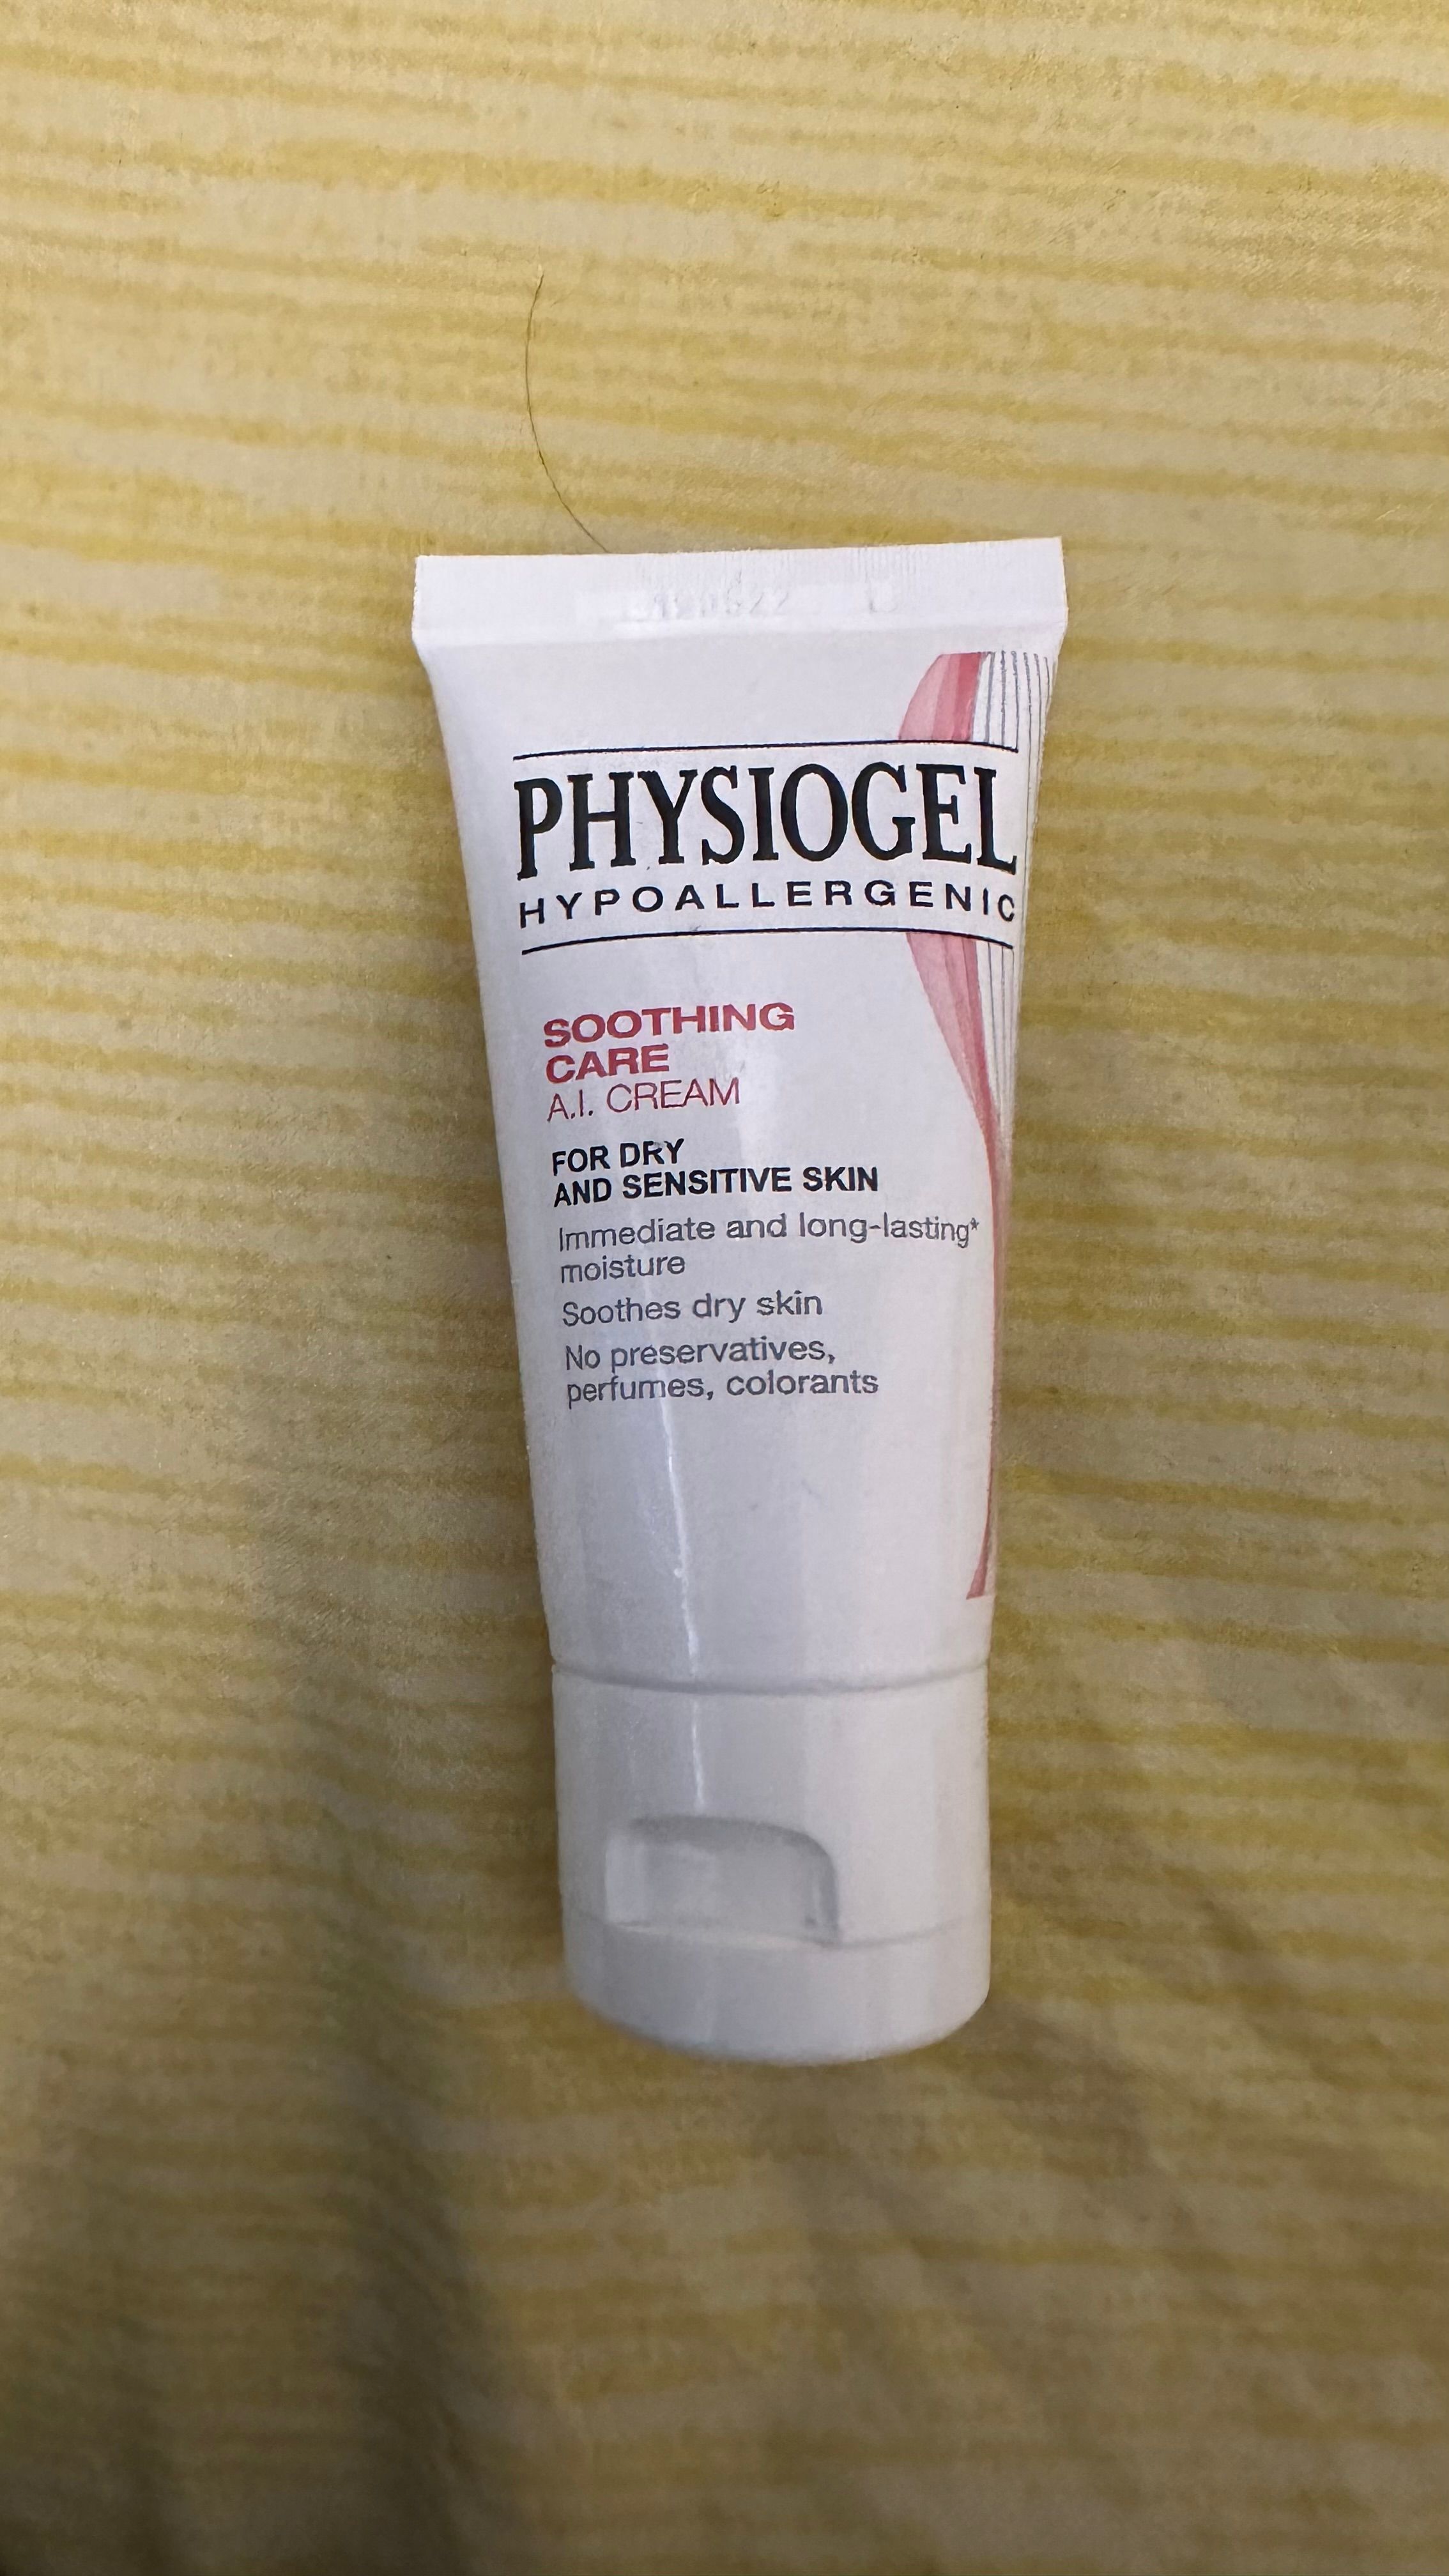 PHYSIOGEL
HYPOALLERGENIC
SOOTHING
CARE
A.I. CREAM
FOR DRY
AND SENSITIVE SKIN
Immediate and long-lasting*
moisture
Soothes dry skin
No preservatives,
perfumes, colorants